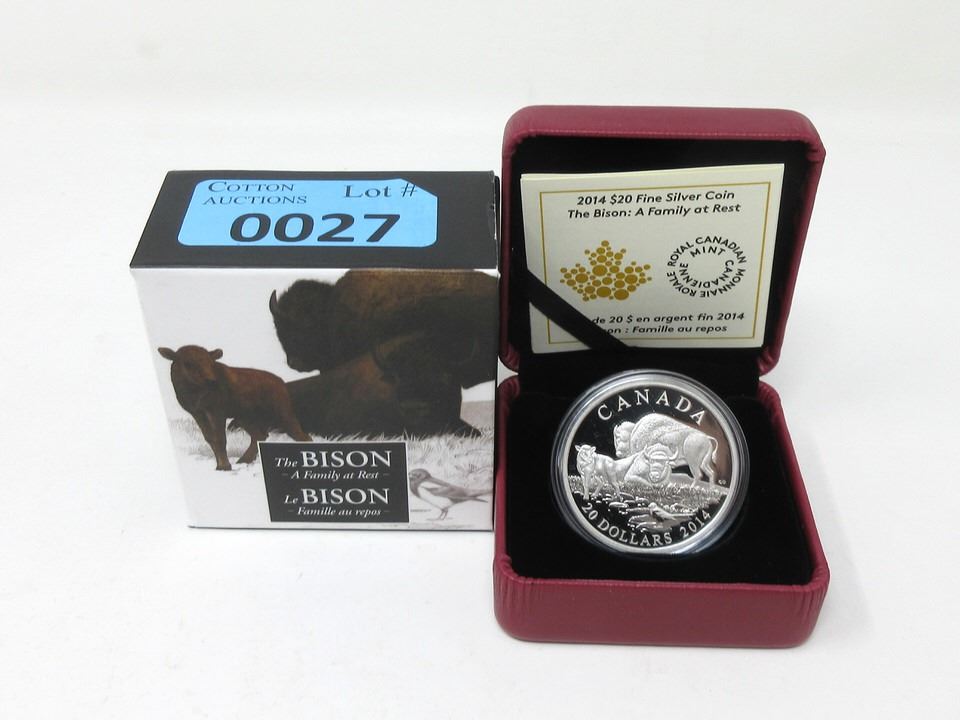 COTTON
AUCTIONS
Lot #
0027
The BISON
- A Family at Rest -
Le BISON
- Famille au repos -
2014 $20 Fine Silver Coin
The Bison: A Family at Rest
ROYAL CANADIAN MINT
MONNAIE ROYALE CANADIENNE
de 20 $ en argent fin 2014
: Famille au repos
CANADA
20 DOLLARS 2014